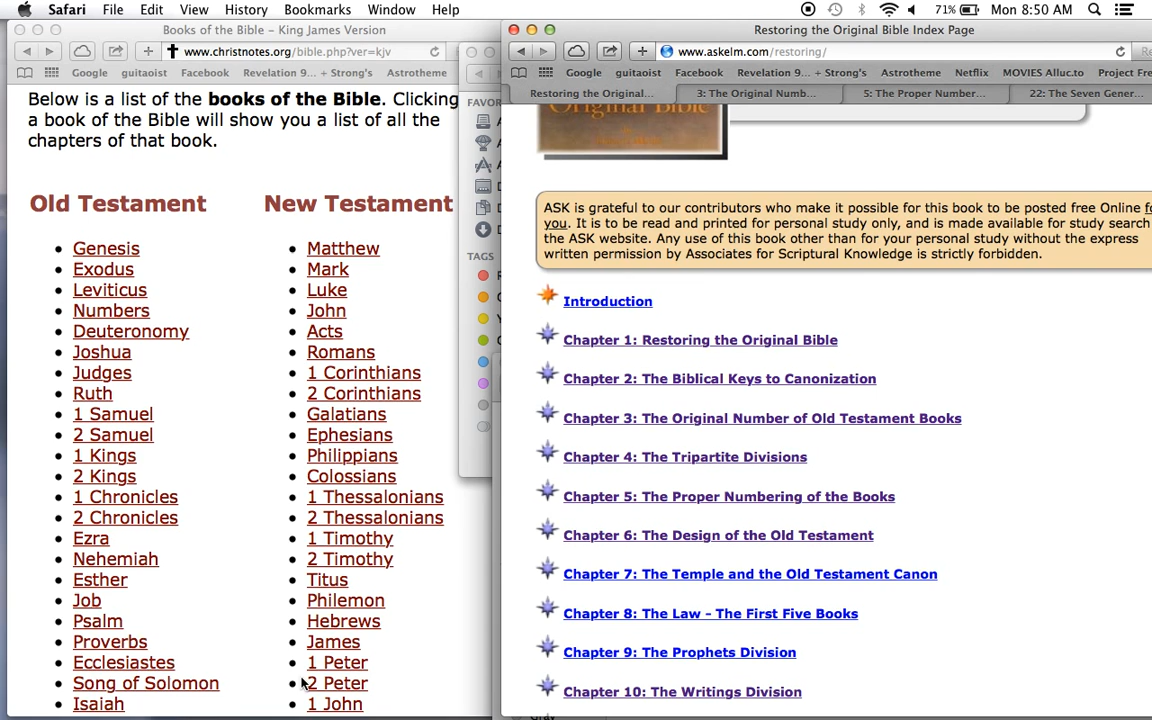 Safari File Edit View History Bookmarks Window Help 71% Mon 8:50 AM
Books of the Bible - King James Version
www.christnotes.org/bible.php?ver=kjv
Google guitaoist Facebook Revelation 9... + Strong's Astrotheme
Below is a list of the books of the Bible. Clicking
a book of the Bible will show you a list of all the
chapters of that book.
Old Testament
Genesis
Exodus
Leviticus
Numbers
Deuteronomy
Joshua
Judges
Ruth
1 Samuel
2 Samuel
1 Kings
2 Kings
1 Chronicles
2 Chronicles
Ezra
Nehemiah
Esther
Job
Psalm
Proverbs
Ecclesiastes
Song of Solomon
Isaiah
New Testament
Matthew
Mark
Luke
John
Acts
Romans
1 Corinthians
2 Corinthians
Galatians
Ephesians
Philippians
Colossians
1 Thessalonians
2 Thessalonians
1 Timothy
2 Timothy
Titus
Philemon
Hebrews
James
1 Peter
2 Peter
1 John
FAVOR
TAGS
Restoring the Original Bible Index Page
www.askelm.com/restoring/
Google guitaoist Facebook Revelation 9... + Strong's Astrotheme Netflix MOVIES Alluc.to Project Fre
Restoring the Original... 3: The Original Numb... 5: The Proper Number... 22: The Seven Gener...
Original Bible
ASK is grateful to our contributors who make it possible for this book to be posted free Online fo
you. It is to be read and printed for personal study only, and is made available for study search
the ASK website. Any use of this book other than for your personal study without the express
written permission by Associates for Scriptural Knowledge is strictly forbidden.
Introduction
Chapter 1: Restoring the Original Bible
Chapter 2: The Biblical Keys to Canonization
Chapter 3: The Original Number of Old Testament Books
Chapter 4: The Tripartite Divisions
Chapter 5: The Proper Numbering of the Books
Chapter 6: The Design of the Old Testament
Chapter 7: The Temple and the Old Testament Canon
Chapter 8: The Law - The First Five Books
Chapter 9: The Prophets Division
Chapter 10: The Writings Division